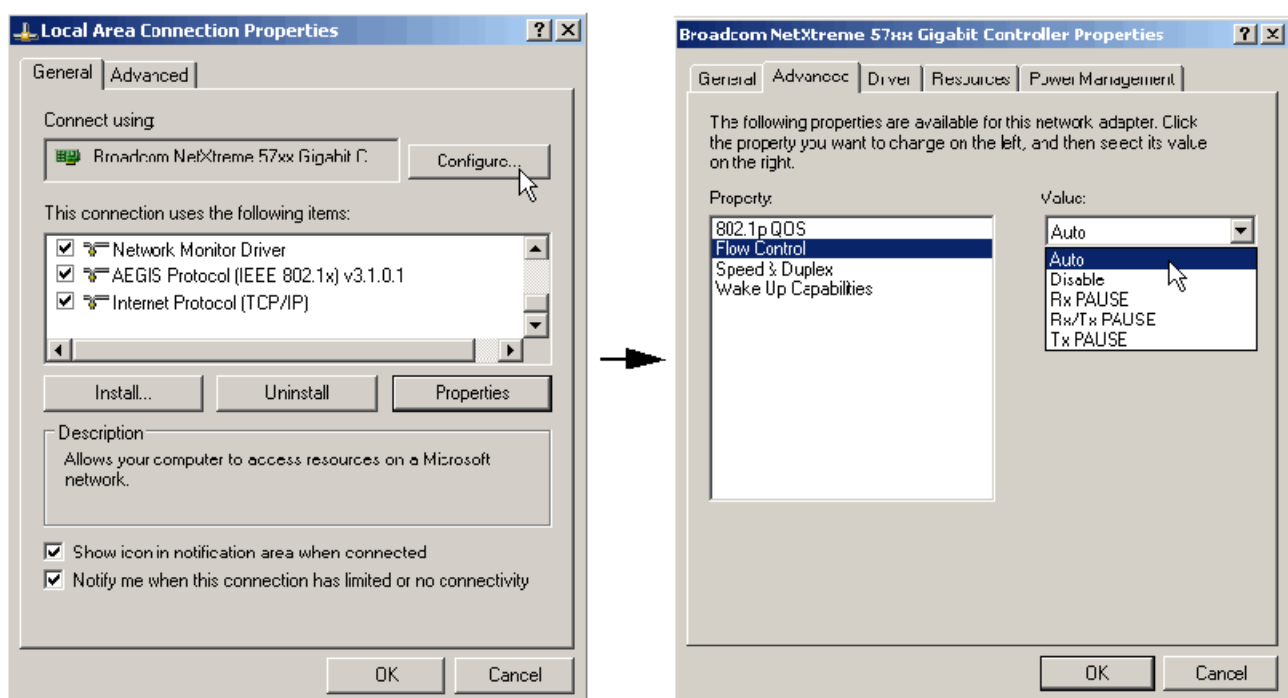 Local Area Connection Properties
General
Advanced
Connect using:
Broadcom NetXtreme 57xx Gigabit C
Configure...
This connection uses the following items:
Network Monitor Driver
AEGIS Protocol (IEEE 802.1x) v3.1.0.1
Internet Protocol (TCP/IP)
Install...
Uninstall
Properties
Description
Allows your computer to access resources on a Microsoft
network.
Show icon in notification area when connected
Notify me when this connection has limited or no connectivity
OK
Cancel
Broadcom NetXtreme 57xx Gigabit Controller Properties
General
Advanced
Driver
Resources
Power Management
The following properties are available for this network adapter. Click
the property you want to change on the left, and then select its value
on the right.
Property:
802.1p QOS
Flow Control
Speed & Duplex
Wake Up Capabilities
Value:
Auto
Auto
Disable
Rx PAUSE
Rx/Tx PAUSE
Tx PAUSE
OK
Cancel